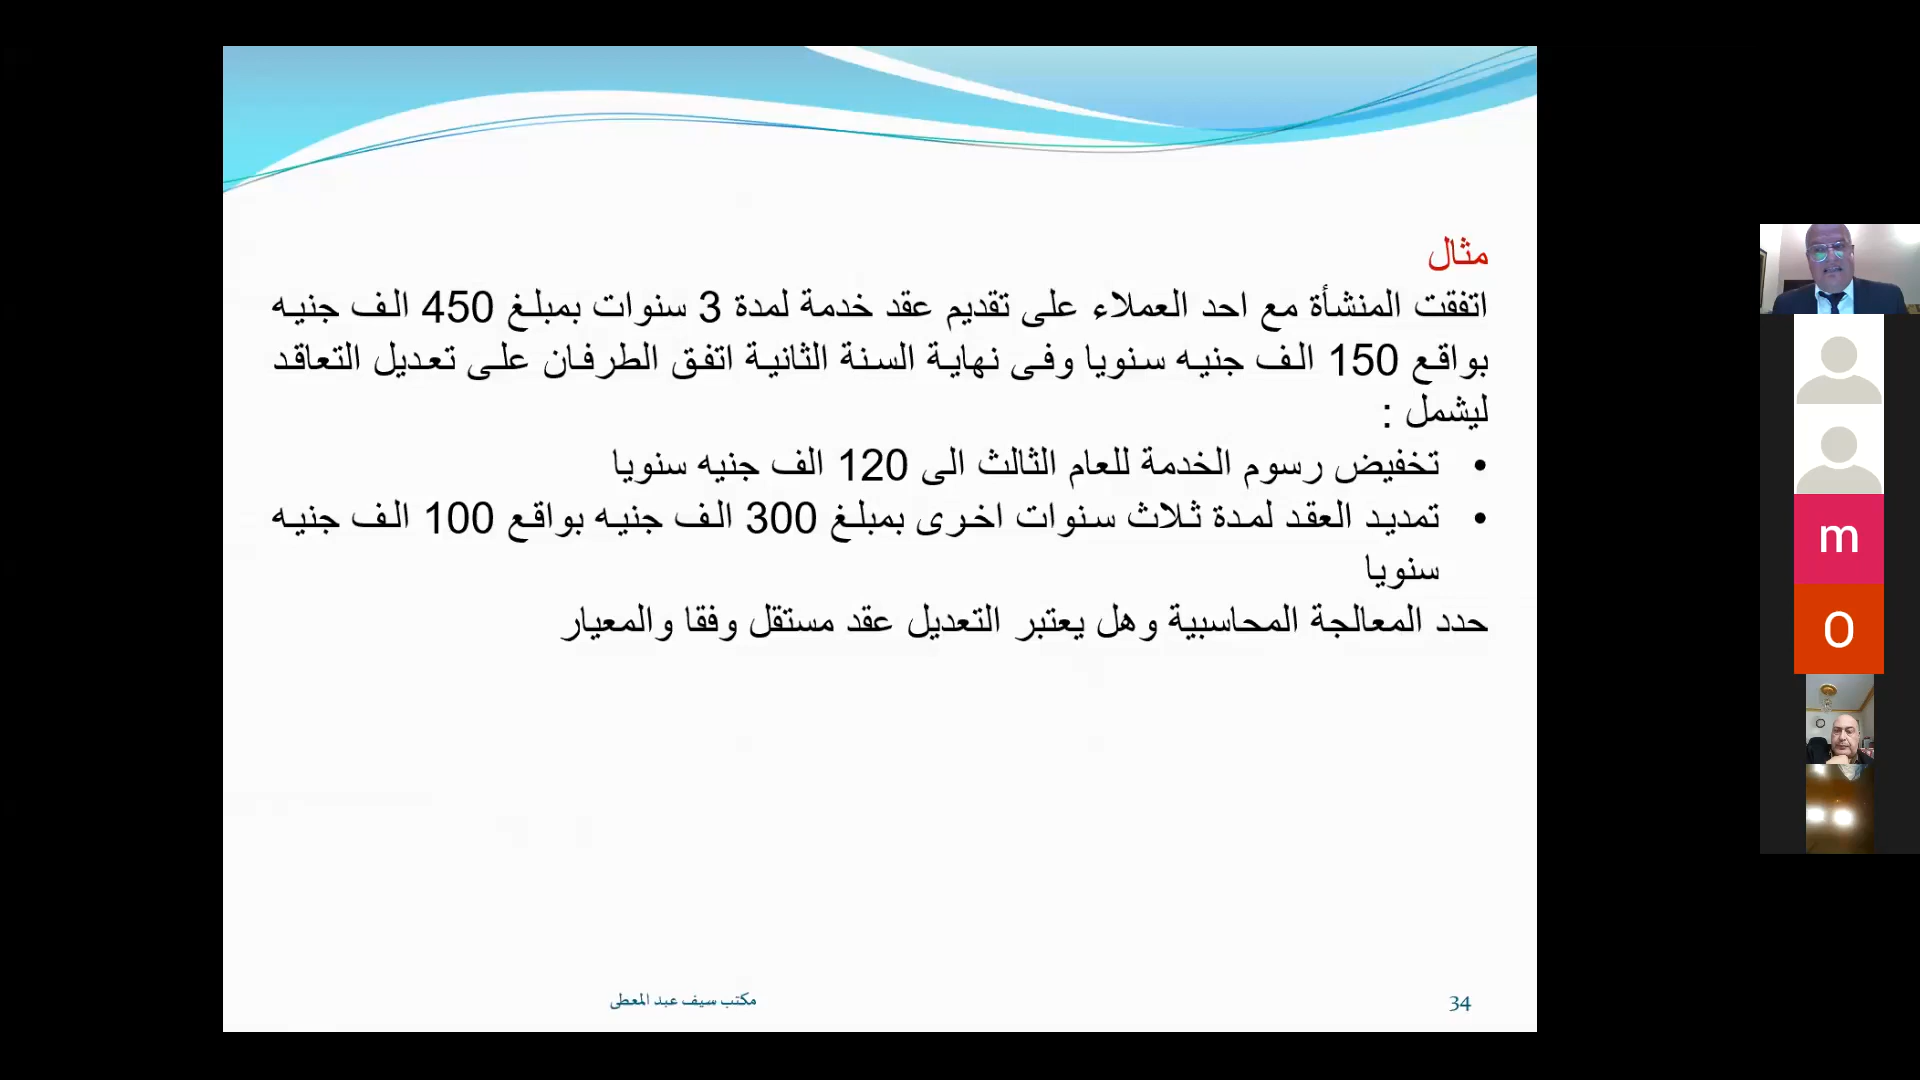 مثال
اتفقت المنشأة مع احد العملاء على تقديم عقد خدمة لمدة 3 سنوات بمبلغ 450 الف جنيه
بواقع 150 الف جنيه سنويا وفى نهاية السنة الثانية اتفق الطرفان على تعديل التعاقد
ليشمل :
• تخفيض رسوم الخدمة للعام الثالث الى 120 الف جنيه سنويا
• تمديد العقد لمدة ثلاث سنوات اخرى بمبلغ 300 الف جنيه بواقع 100 الف جنيه
سنويا
حدد المعالجة المحاسبية وهل يعتبر التعديل عقد مستقل وفقا والمعيار
مكتب سيف عبد المعطى
34
m
O